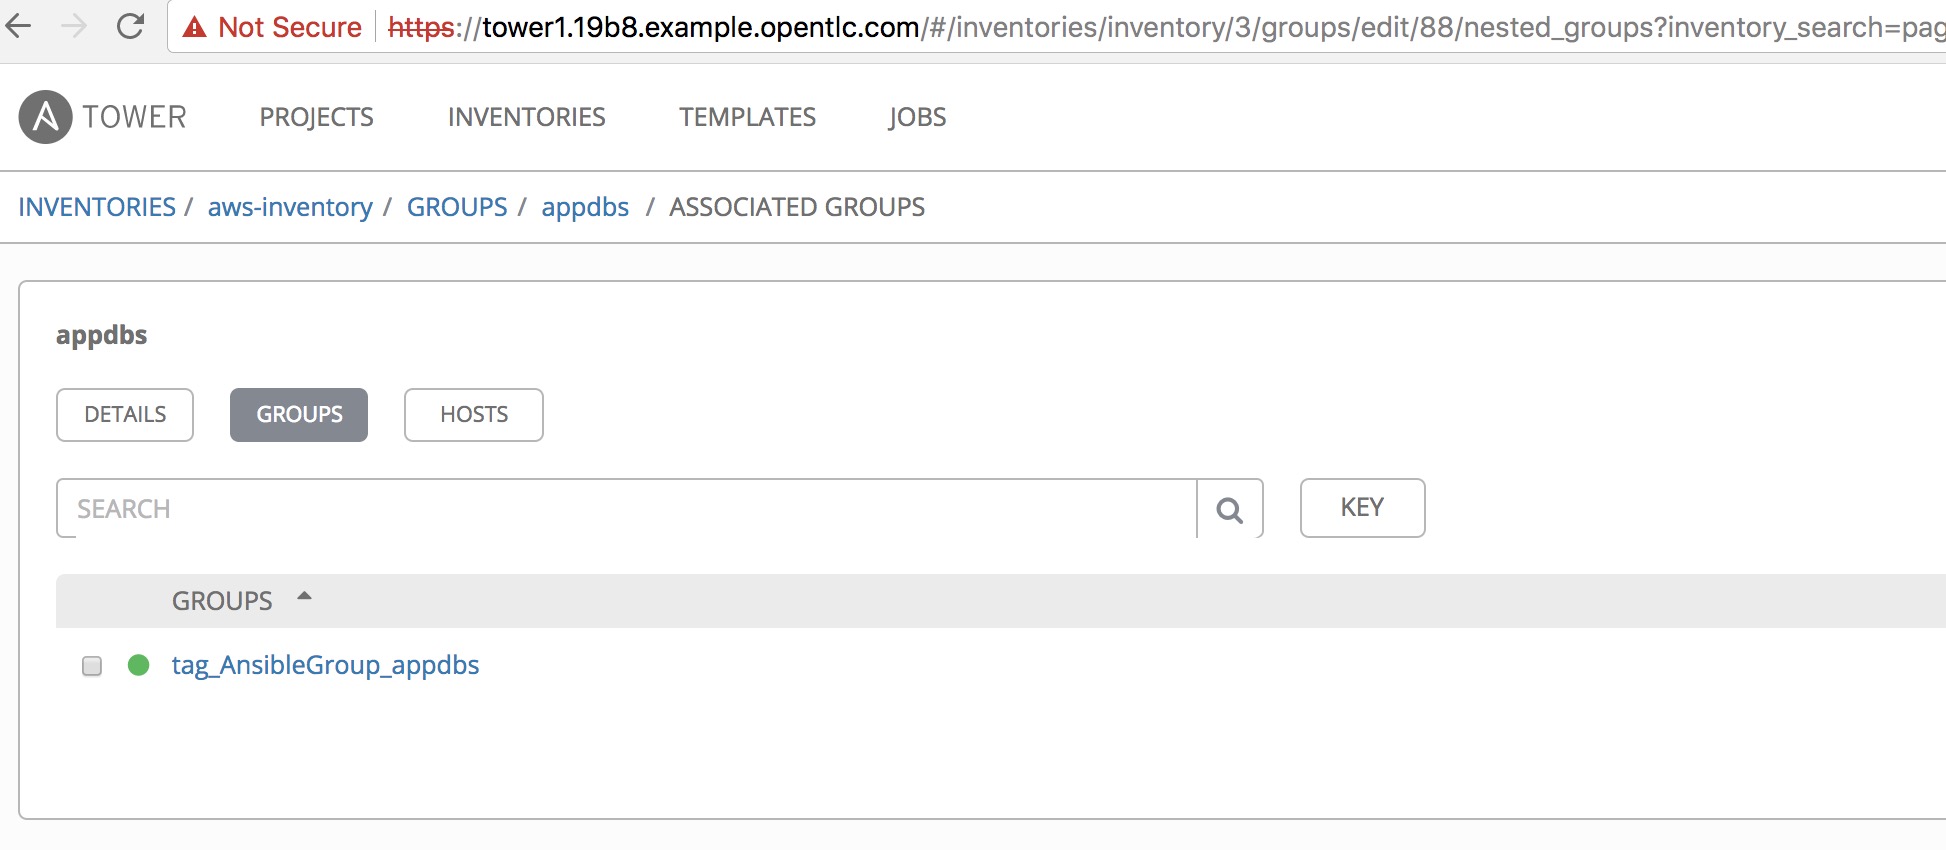 Not Secure https://tower1.19b8.example.opentlc.com/#/inventories/inventory/3/groups/edit/88/nested_groups?inventory_search=pag
A TOWER PROJECTS INVENTORIES TEMPLATES JOBS
INVENTORIES / aws-inventory / GROUPS / appdbs / ASSOCIATED GROUPS
appdbs
DETAILS GROUPS HOSTS
SEARCH KEY
GROUPS
tag_AnsibleGroup_appdbs